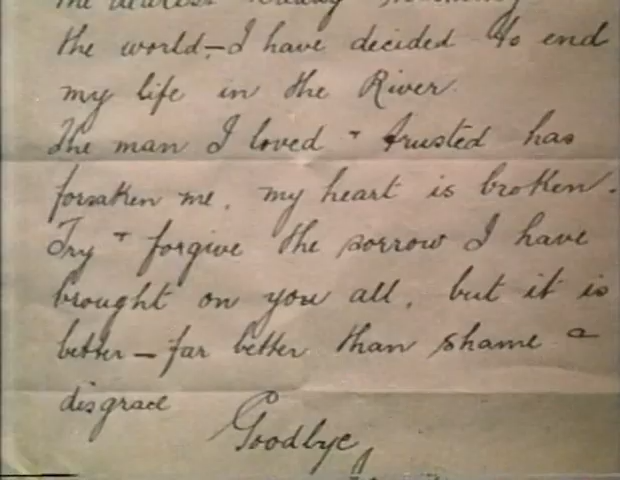 the world — I have decided to end
my life in the River.
The man I loved + trusted has
forsaken me. my heart is broken.
Try + forgive the sorrow I have
brought on you all, but it is
better — far better than shame &
disgrace
Goodbye